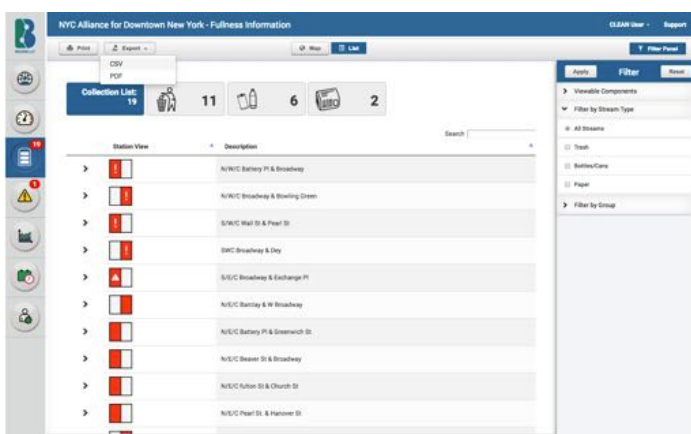 NYC Alliance for Downtown New York - Fullness Information
CLEAN User
Support
Print
Export
Map
List
Filter Panel
CSV
PDF
Collection List:
19
11
6
2
Apply
Filter
Reset
Viewable Components
Filter by Stream Type
All Streams
Trash
Bottles/Cans
Paper
Filter by Group
19
1
Search
Station View
Description
N/W/C Battery Pl & Broadway
N/W/C Broadway & Bowling Green
S/W/C Wall St & Pearl St
SWC Broadway & Dey
S/E/C Broadway & Exchange Pl
N/E/C Barclay & W Broadway
N/E/C Battery Pl & Greenwich St
N/E/C Beaver St & Broadway
N/E/C fulton St & Church St
N/E/C Pearl St. & Hanover St